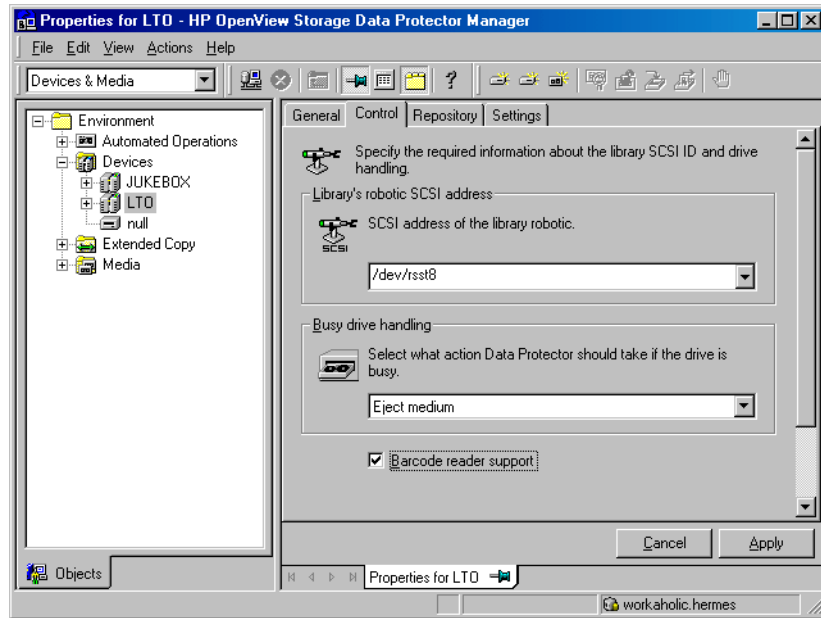 Properties for LTO - HP OpenView Storage Data Protector Manager
File Edit View Actions Help
Devices & Media
Environment
Automated Operations
Devices
JUKEBOX
LTO
null
Extended Copy
Media
Objects
General Control Repository Settings
Specify the required information about the library SCSI ID and drive
handling.
Library's robotic SCSI address
SCSI
SCSI address of the library robotic.
/dev/rsst8
Busy drive handling
Select what action Data Protector should take if the drive is
busy.
Eject medium
Barcode reader support
Cancel Apply
Properties for LTO
workaholic.hermes